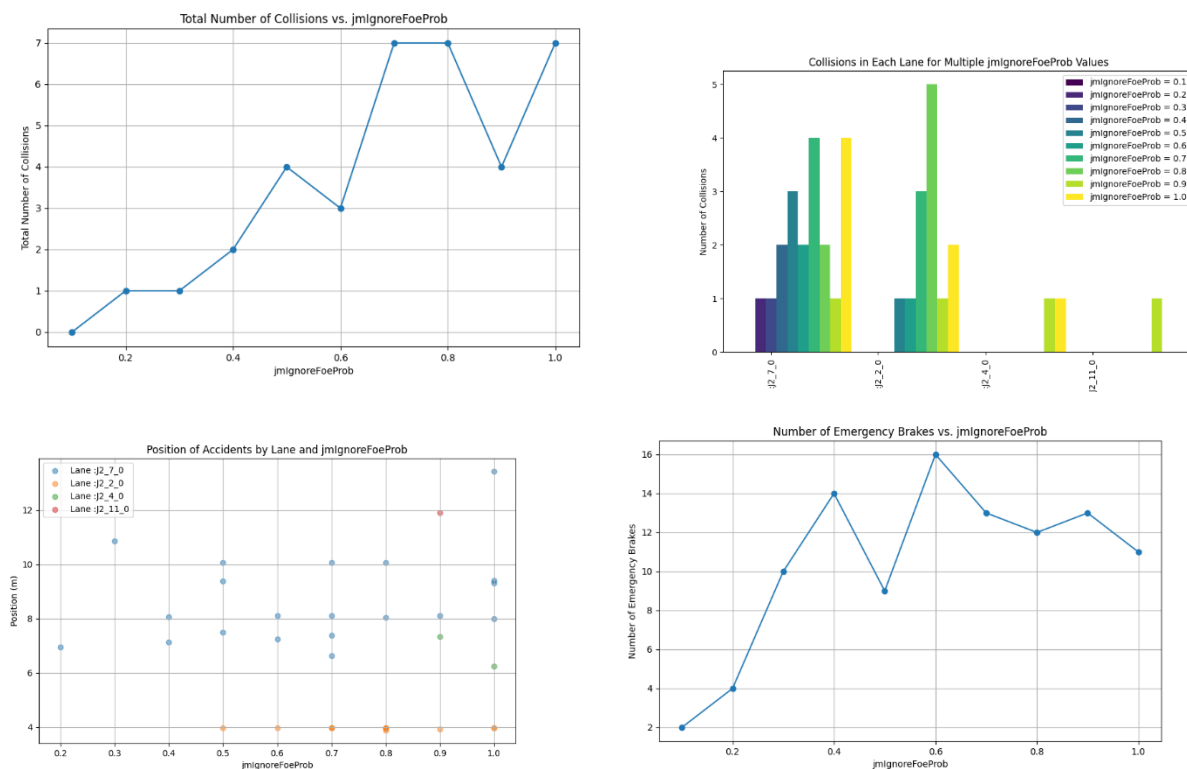 Total Number of Collisions vs. jmIgnoreFoeProb
Total Number of Collisions
7
6
5
4
3
2
1
0
0.2 0.4 0.6 0.8 1.0
jmIgnoreFoeProb
Collisions in Each Lane for Multiple jmIgnoreFoeProb Values
Number of Collisions
5
4
3
2
1
0
jmIgnoreFoeProb = 0.1
jmIgnoreFoeProb = 0.2
jmIgnoreFoeProb = 0.3
jmIgnoreFoeProb = 0.4
jmIgnoreFoeProb = 0.5
jmIgnoreFoeProb = 0.6
jmIgnoreFoeProb = 0.7
jmIgnoreFoeProb = 0.8
jmIgnoreFoeProb = 0.9
jmIgnoreFoeProb = 1.0
:J2_7_0
:J2_2_0
:J2_4_0
J2_11_0
Position of Accidents by Lane and jmIgnoreFoeProb
Lane :J2_7_0
Lane :J2_2_0
Lane :J2_4_0
Lane :J2_11_0
Position (m)
12
10
8
6
4
0.2 0.3 0.4 0.5 0.6 0.7 0.8 0.9 1.0
jmIgnoreFoeProb
Number of Emergency Brakes vs. jmIgnoreFoeProb
Number of Emergency Brakes
16
14
12
10
8
6
4
2
0.2 0.4 0.6 0.8 1.0
jmIgnoreFoeProb